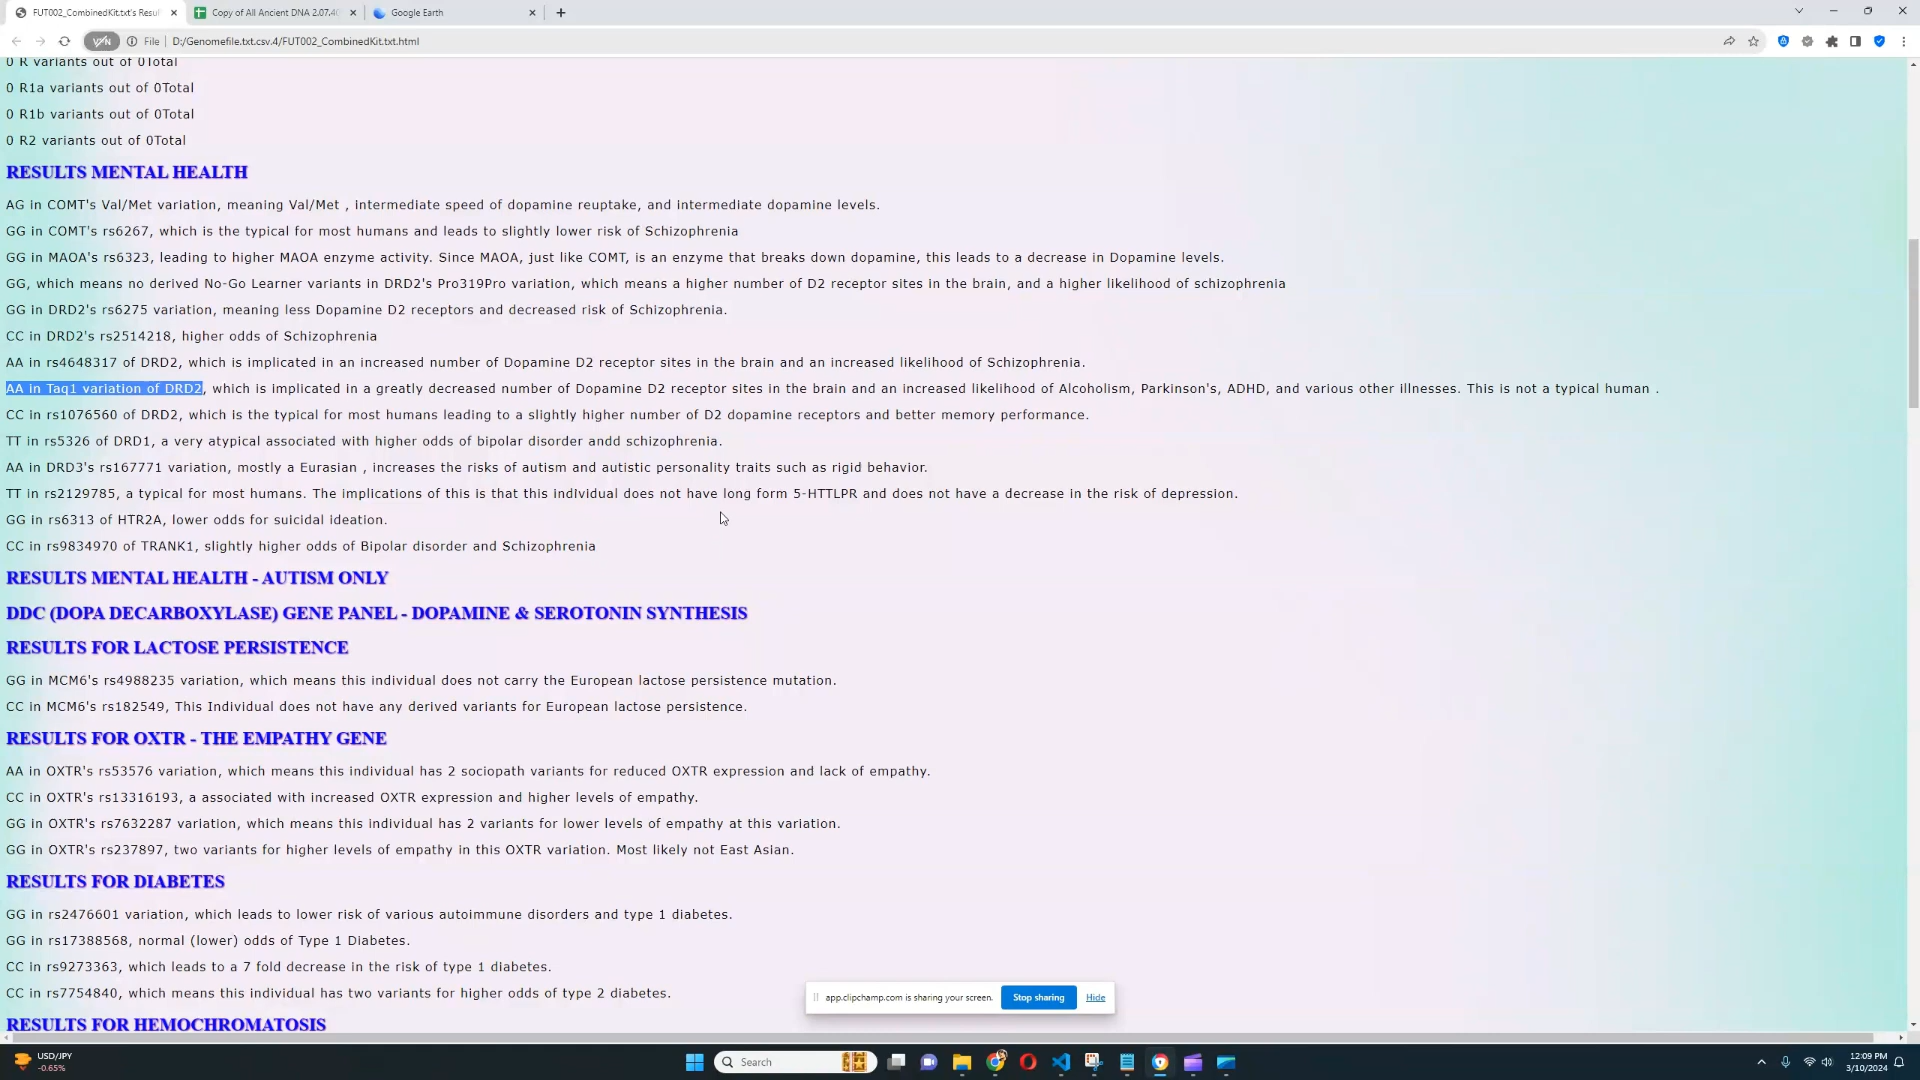 FUT002_CombinedKit.txt's Resul
Copy of All Ancient DNA 2.07.40
Google Earth
VPN
File
D:/Genomefile.txt.csv.4/FUT002_CombinedKit.txt.html
0 R variants out of 0Total
0 R1a variants out of 0Total
0 R1b variants out of 0Total
0 R2 variants out of 0Total
RESULTS MENTAL HEALTH
AG in COMT's Val/Met variation, meaning Val/Met , intermediate speed of dopamine reuptake, and intermediate dopamine levels.
GG in COMT's rs6267, which is the typical for most humans and leads to slightly lower risk of Schizophrenia
GG in MAOA's rs6323, leading to higher MAOA enzyme activity. Since MAOA, just like COMT, is an enzyme that breaks down dopamine, this leads to a decrease in Dopamine levels.
GG, which means no derived No-Go Learner variants in DRD2's Pro319Pro variation, which means a higher number of D2 receptor sites in the brain, and a higher likelihood of schizophrenia
GG in DRD2's rs6275 variation, meaning less Dopamine D2 receptors and decreased risk of Schizophrenia.
CC in DRD2's rs2514218, higher odds of Schizophrenia
AA in rs4648317 of DRD2, which is implicated in an increased number of Dopamine D2 receptor sites in the brain and an increased likelihood of Schizophrenia.
AA in Taq1 variation of DRD2, which is implicated in a greatly decreased number of Dopamine D2 receptor sites in the brain and an increased likelihood of Alcoholism, Parkinson's, ADHD, and various other illnesses. This is not a typical human .
CC in rs1076560 of DRD2, which is the typical for most humans leading to a slightly higher number of D2 dopamine receptors and better memory performance.
TT in rs5326 of DRD1, a very atypical associated with higher odds of bipolar disorder andd schizophrenia.
AA in DRD3's rs167771 variation, mostly a Eurasian , increases the risks of autism and autistic personality traits such as rigid behavior.
TT in rs2129785, a typical for most humans. The implications of this is that this individual does not have long form 5-HTTLPR and does not have a decrease in the risk of depression.
GG in rs6313 of HTR2A, lower odds for suicidal ideation.
CC in rs9834970 of TRANK1, slightly higher odds of Bipolar disorder and Schizophrenia
RESULTS MENTAL HEALTH - AUTISM ONLY
DDC (DOPA DECARBOXYLASE) GENE PANEL - DOPAMINE & SEROTONIN SYNTHESIS
RESULTS FOR LACTOSE PERSISTENCE
GG in MCM6's rs4988235 variation, which means this individual does not carry the European lactose persistence mutation.
CC in MCM6's rs182549, This Individual does not have any derived variants for European lactose persistence.
RESULTS FOR OXTR - THE EMPATHY GENE
AA in OXTR's rs53576 variation, which means this individual has 2 sociopath variants for reduced OXTR expression and lack of empathy.
CC in OXTR's rs13316193, a associated with increased OXTR expression and higher levels of empathy.
GG in OXTR's rs7632287 variation, which means this individual has 2 variants for lower levels of empathy at this variation.
GG in OXTR's rs237897, two variants for higher levels of empathy in this OXTR variation. Most likely not East Asian.
RESULTS FOR DIABETES
GG in rs2476601 variation, which leads to lower risk of various autoimmune disorders and type 1 diabetes.
GG in rs17388568, normal (lower) odds of Type 1 Diabetes.
CC in rs9273363, which leads to a 7 fold decrease in the risk of type 1 diabetes.
CC in rs7754840, which means this individual has two variants for higher odds of type 2 diabetes.
app.clipchamp.com is sharing your screen.
Stop sharing
Hide
RESULTS FOR HEMOCHROMATOSIS
USD/JPY
-0.65%
Search
12:09 PM
3/10/2024